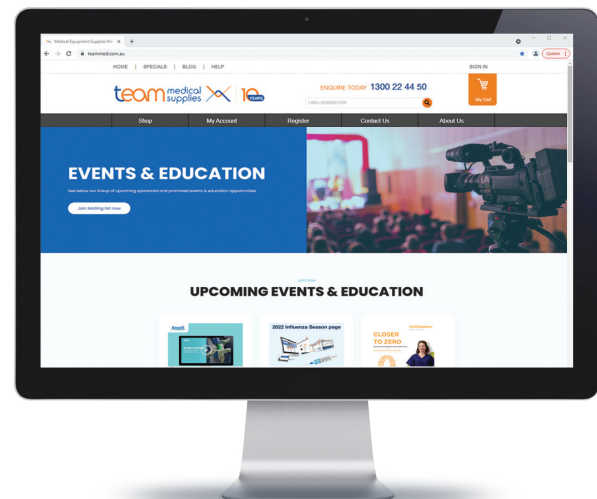 Medical Equipment Supplies
teammed.com.au
Update
HOME | SPECIALS | BLOG | HELP
SIGN IN
team medical supplies 10 YEARS
ENQUIRE TODAY 1300 22 44 50
I AM LOOKING FOR
My Cart
Shop
My Account
Register
Contact Us
About Us
EVENTS & EDUCATION
See below our lineup of upcoming sponsored and promoted events & education opportunities
Join Mailing list now
Join Now
UPCOMING EVENTS & EDUCATION
Ansell
2022 Influenza Season page
CLOSER
TO ZERO